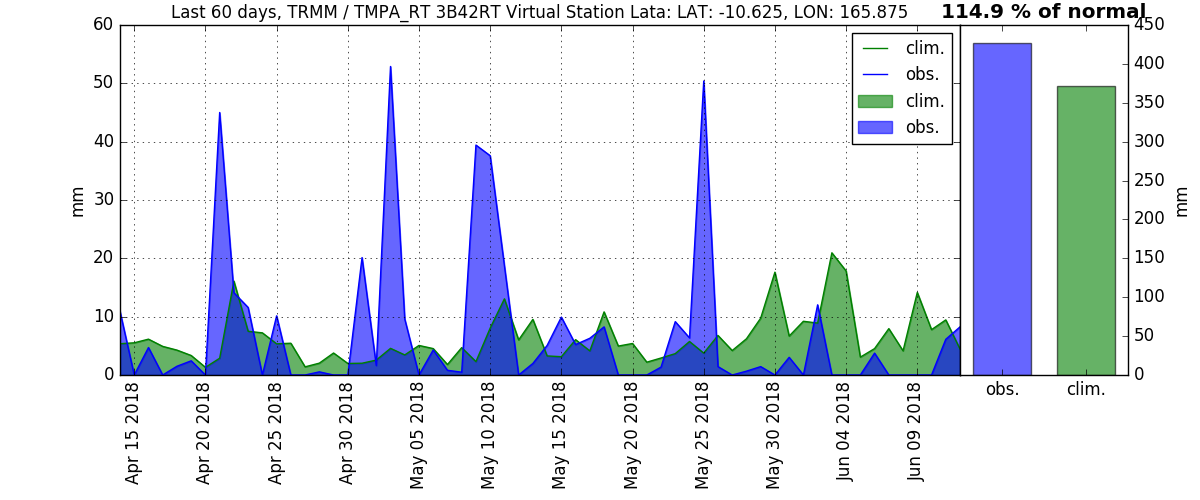 Last 60 days, TRMM / TMPA_RT 3B42RT Virtual Station Lata: LAT: -10.625, LON: 165.875
114.9 % of normal
60
50
40
30
20
10
0
mm
clim.
obs.
clim.
obs.
450
400
350
300
250
200
150
100
50
0
mm
Apr 15 2018
Apr 20 2018
Apr 25 2018
Apr 30 2018
May 05 2018
May 10 2018
May 15 2018
May 20 2018
May 25 2018
May 30 2018
Jun 04 2018
Jun 09 2018
obs.
clim.